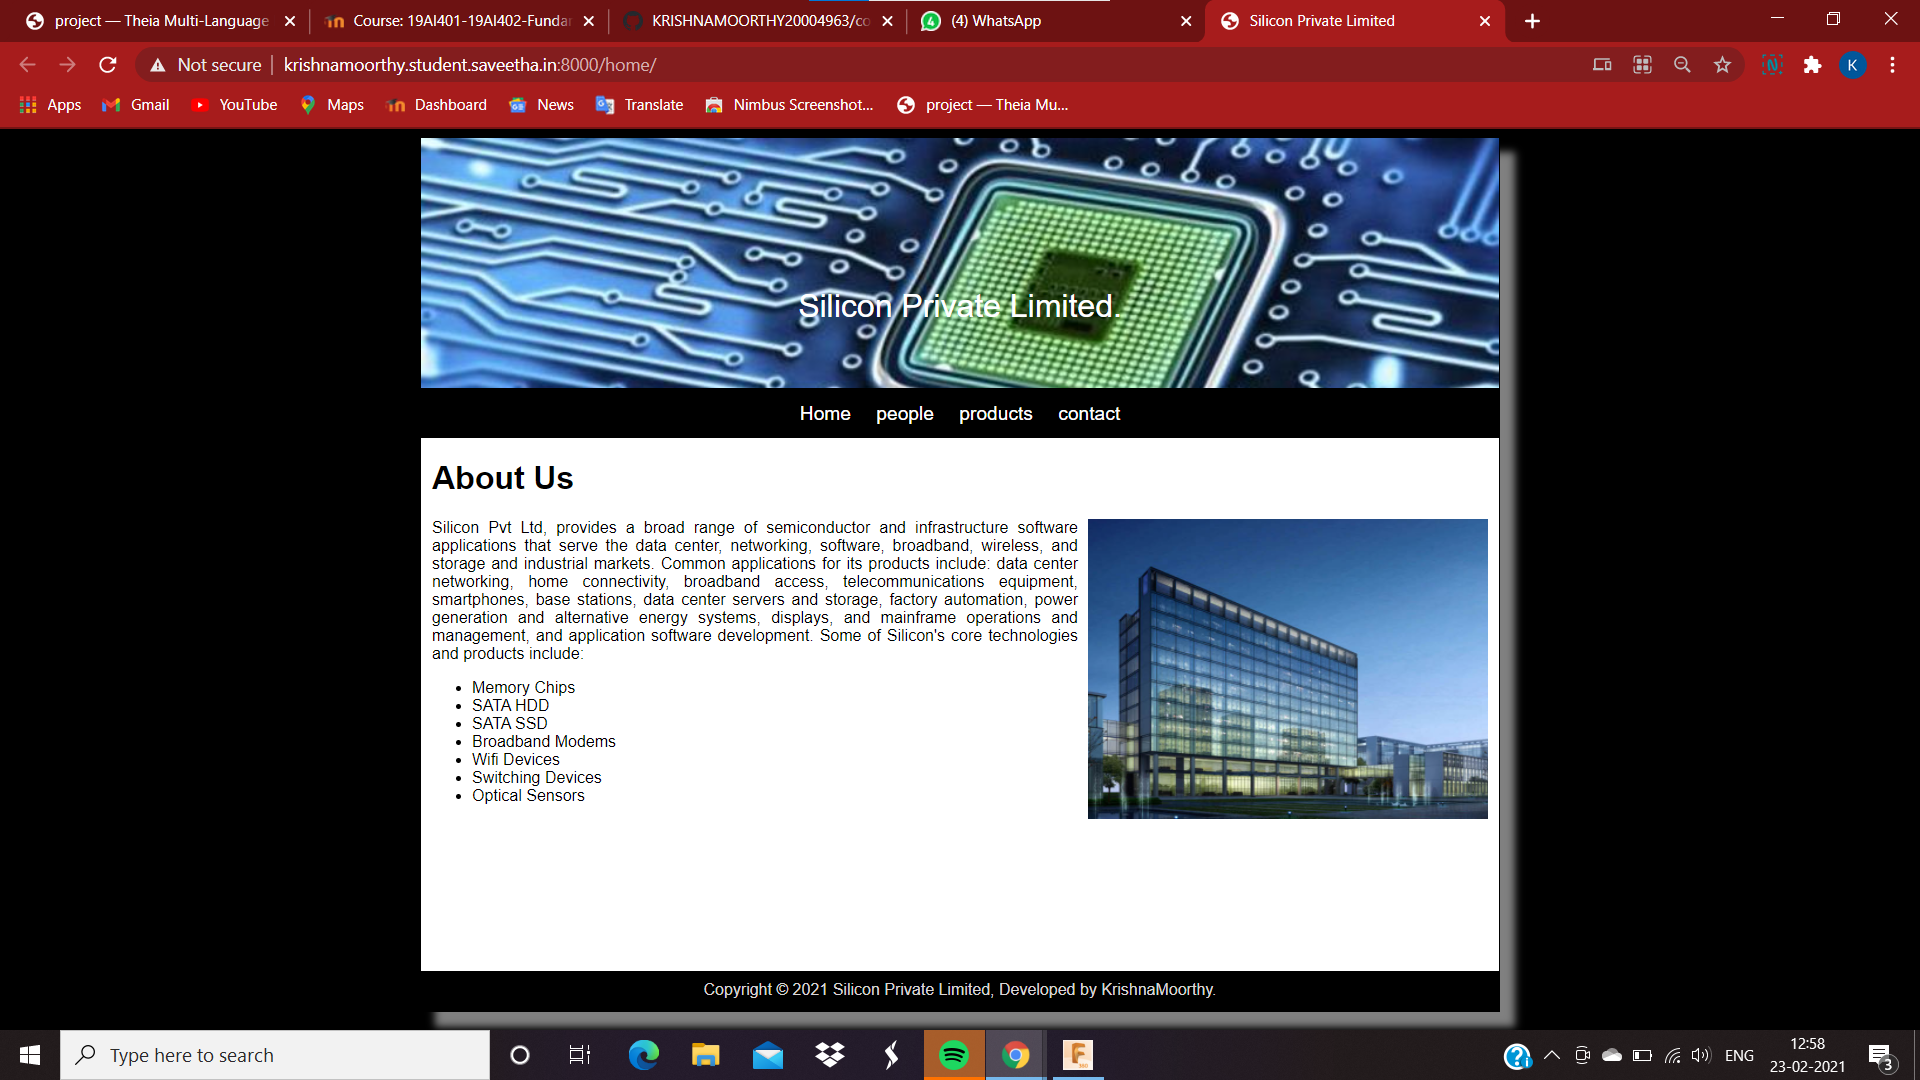 project — Theia Multi-Language
Course: 19AI401-19AI402-Fundar
KRISHNAMOORTHY20004963/co
(4) WhatsApp
Silicon Private Limited
Not secure
krishnamoorthy.student.saveetha.in:8000/home/
K
Apps
Gmail
YouTube
Maps
Dashboard
News
Translate
Nimbus Screenshot...
project — Theia Mu...
Silicon Private Limited.
Home people products contact
About Us
Silicon Pvt Ltd, provides a broad range of semiconductor and infrastructure software
applications that serve the data center, networking, software, broadband, wireless, and
storage and industrial markets. Common applications for its products include: data center
networking, home connectivity, broadband access, telecommunications equipment,
smartphones, base stations, data center servers and storage, factory automation, power
generation and alternative energy systems, displays, and mainframe operations and
management, and application software development. Some of Silicon's core technologies
and products include:
Memory Chips
SATA HDD
SATA SSD
Broadband Modems
Wifi Devices
Switching Devices
Optical Sensors
Copyright © 2021 Silicon Private Limited, Developed by KrishnaMoorthy.
Type here to search
ENG
12:58
23-02-2021
3